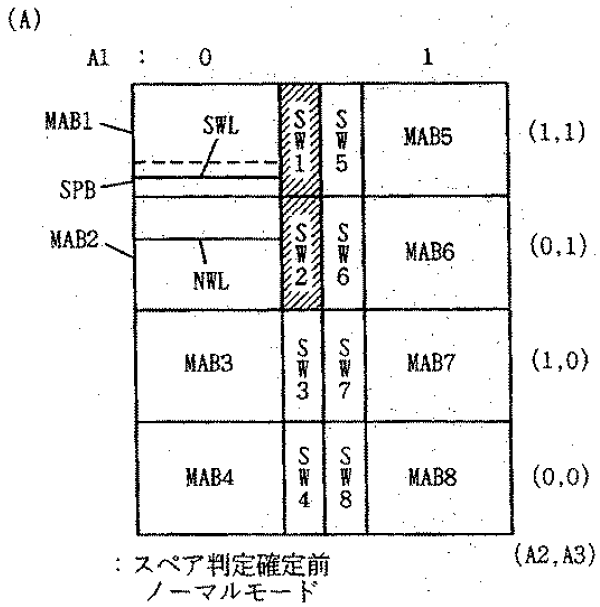 (A)
A1 : 0 1
MAB1
SWL
SW1
SW5
MAB5
(1,1)
SPB
MAB2
NWL
SW2
SW6
MAB6
(0,1)
MAB3
SW3
SW7
MAB7
(1,0)
MAB4
SW4
SW8
MAB8
(0,0)
(A2,A3)
:スペア判定確定前
ノーマルモード